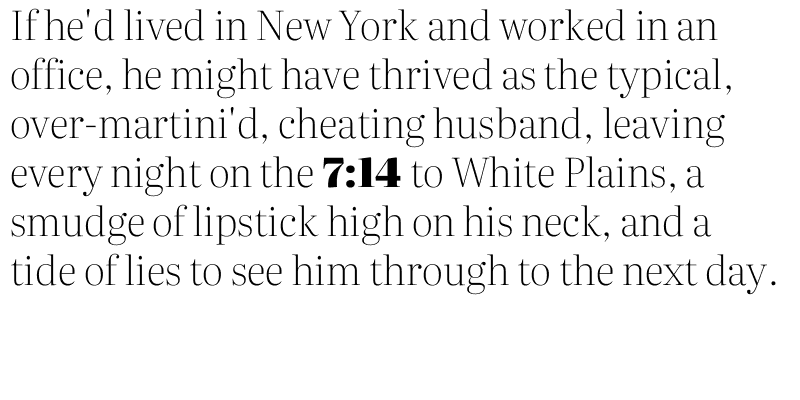 If he'd lived in New York and worked in an
office, he might have thrived as the typical,
over-martini'd, cheating husband, leaving
every night on the 7:14 to White Plains, a
smudge of lipstick high on his neck, and a
tide of lies to see him through to the next day.